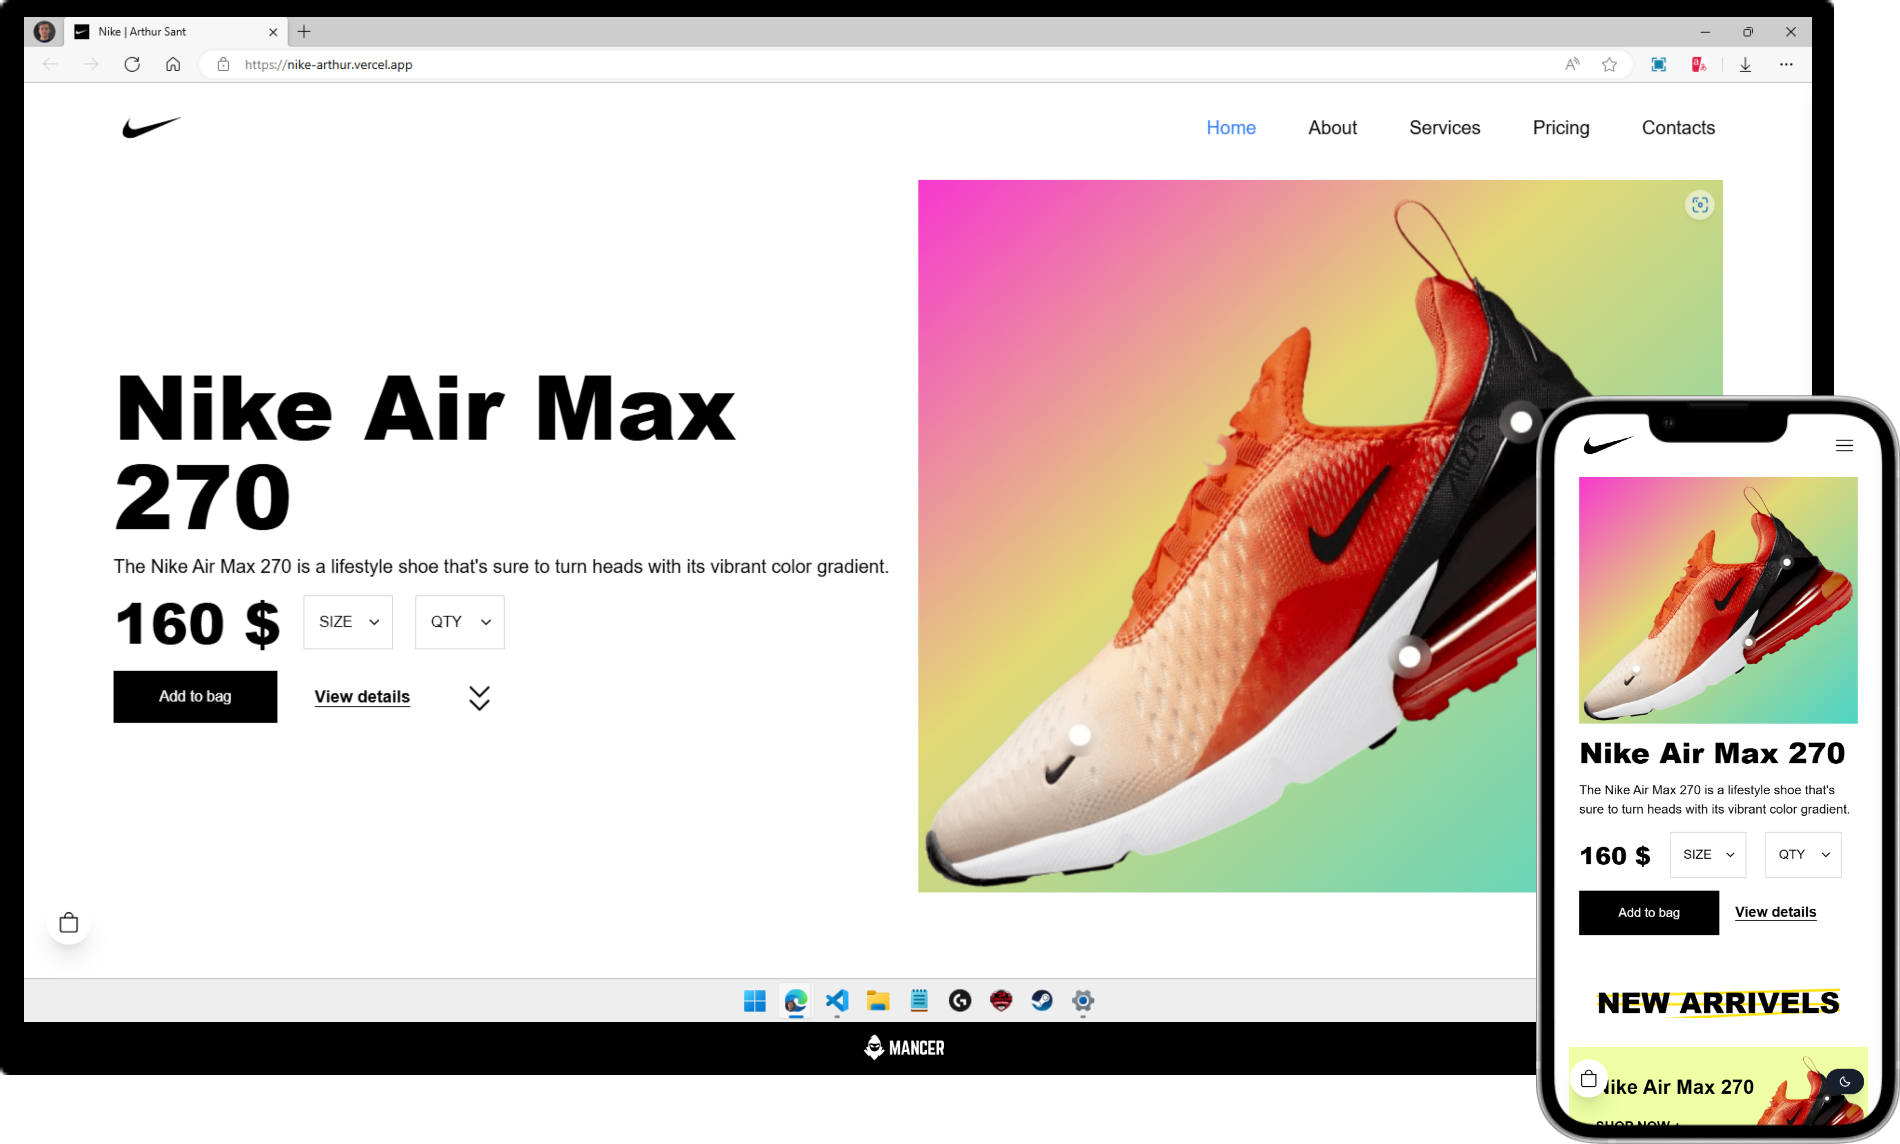 Nike | Arthur Sant
https://nike-arthur.vercel.app
Home About Services Pricing Contacts
Nike Air Max
270
The Nike Air Max 270 is a lifestyle shoe that's sure to turn heads with its vibrant color gradient.
160 $ SIZE QTY
Add to bag View details
MANCER
Nike Air Max 270
The Nike Air Max 270 is a lifestyle shoe that's
sure to turn heads with its vibrant color gradient.
160 $ SIZE QTY
Add to bag View details
NEW ARRIVELS
Nike Air Max 270
SHOP NOW